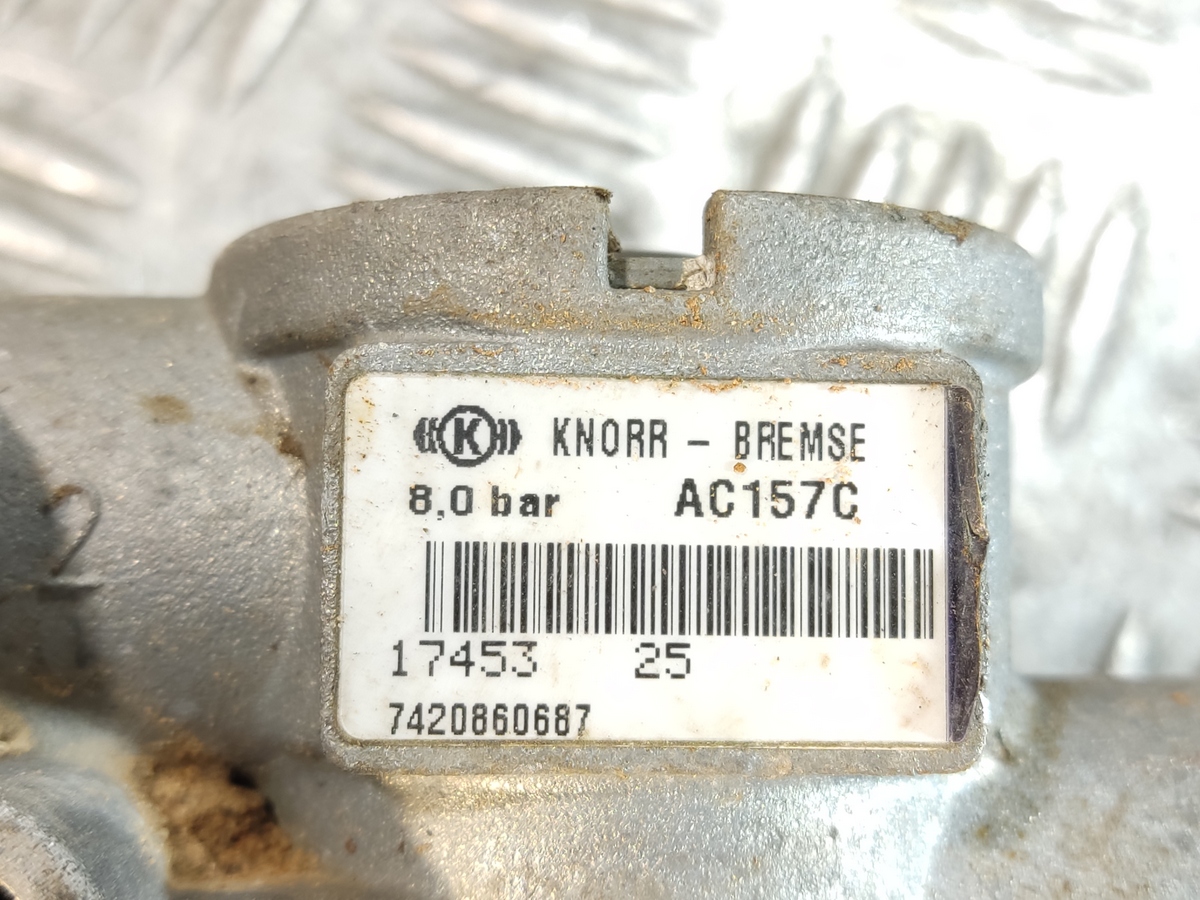 K KNORR - BREMSE
8,0 bar AC157C
17453 25
7420860687